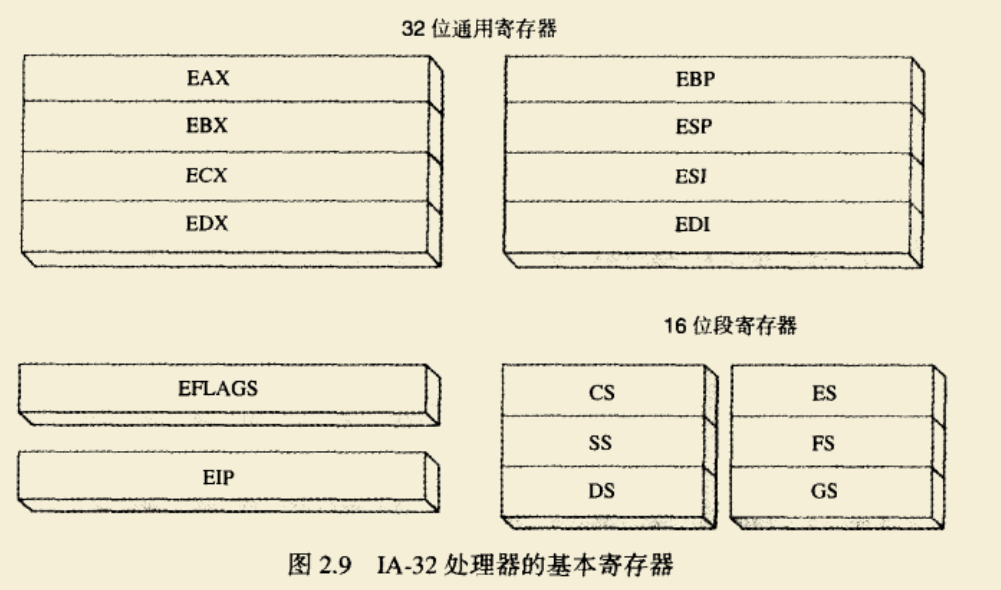 32 位通用寄存器
EAX
EBX
ECX
EDX
EBP
ESP
ESI
EDI
16 位段寄存器
EFLAGS
EIP
CS
SS
DS
ES
FS
GS
图 2.9 IA-32 处理器的基本寄存器